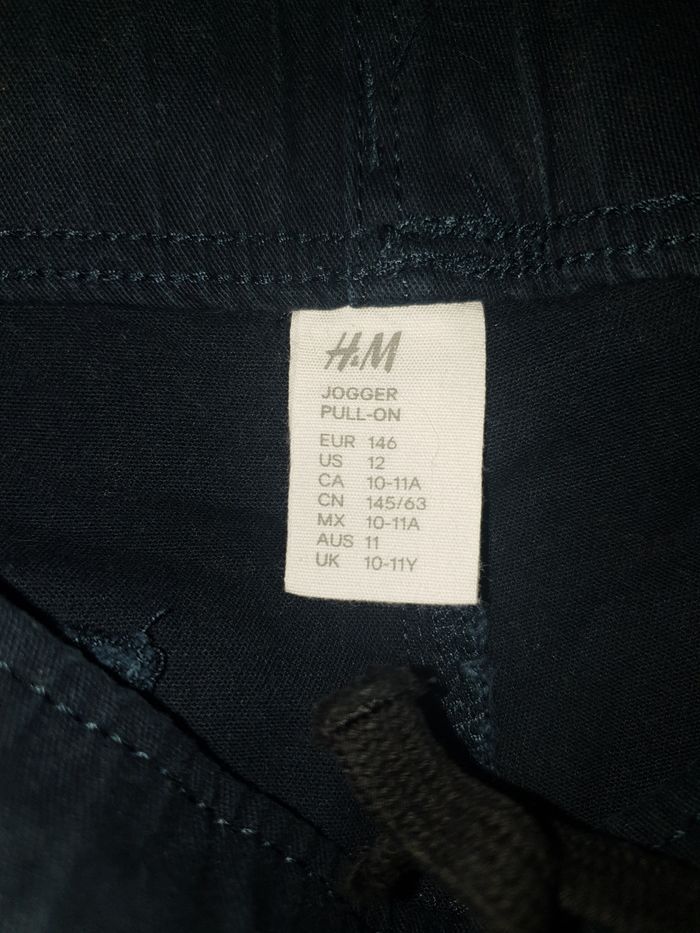 H&M
JOGGER
PULL-ON
EUR 146
US 12
CA 10-11A
CN 145/63
MX 10-11A
AUS 11
UK 10-11Y